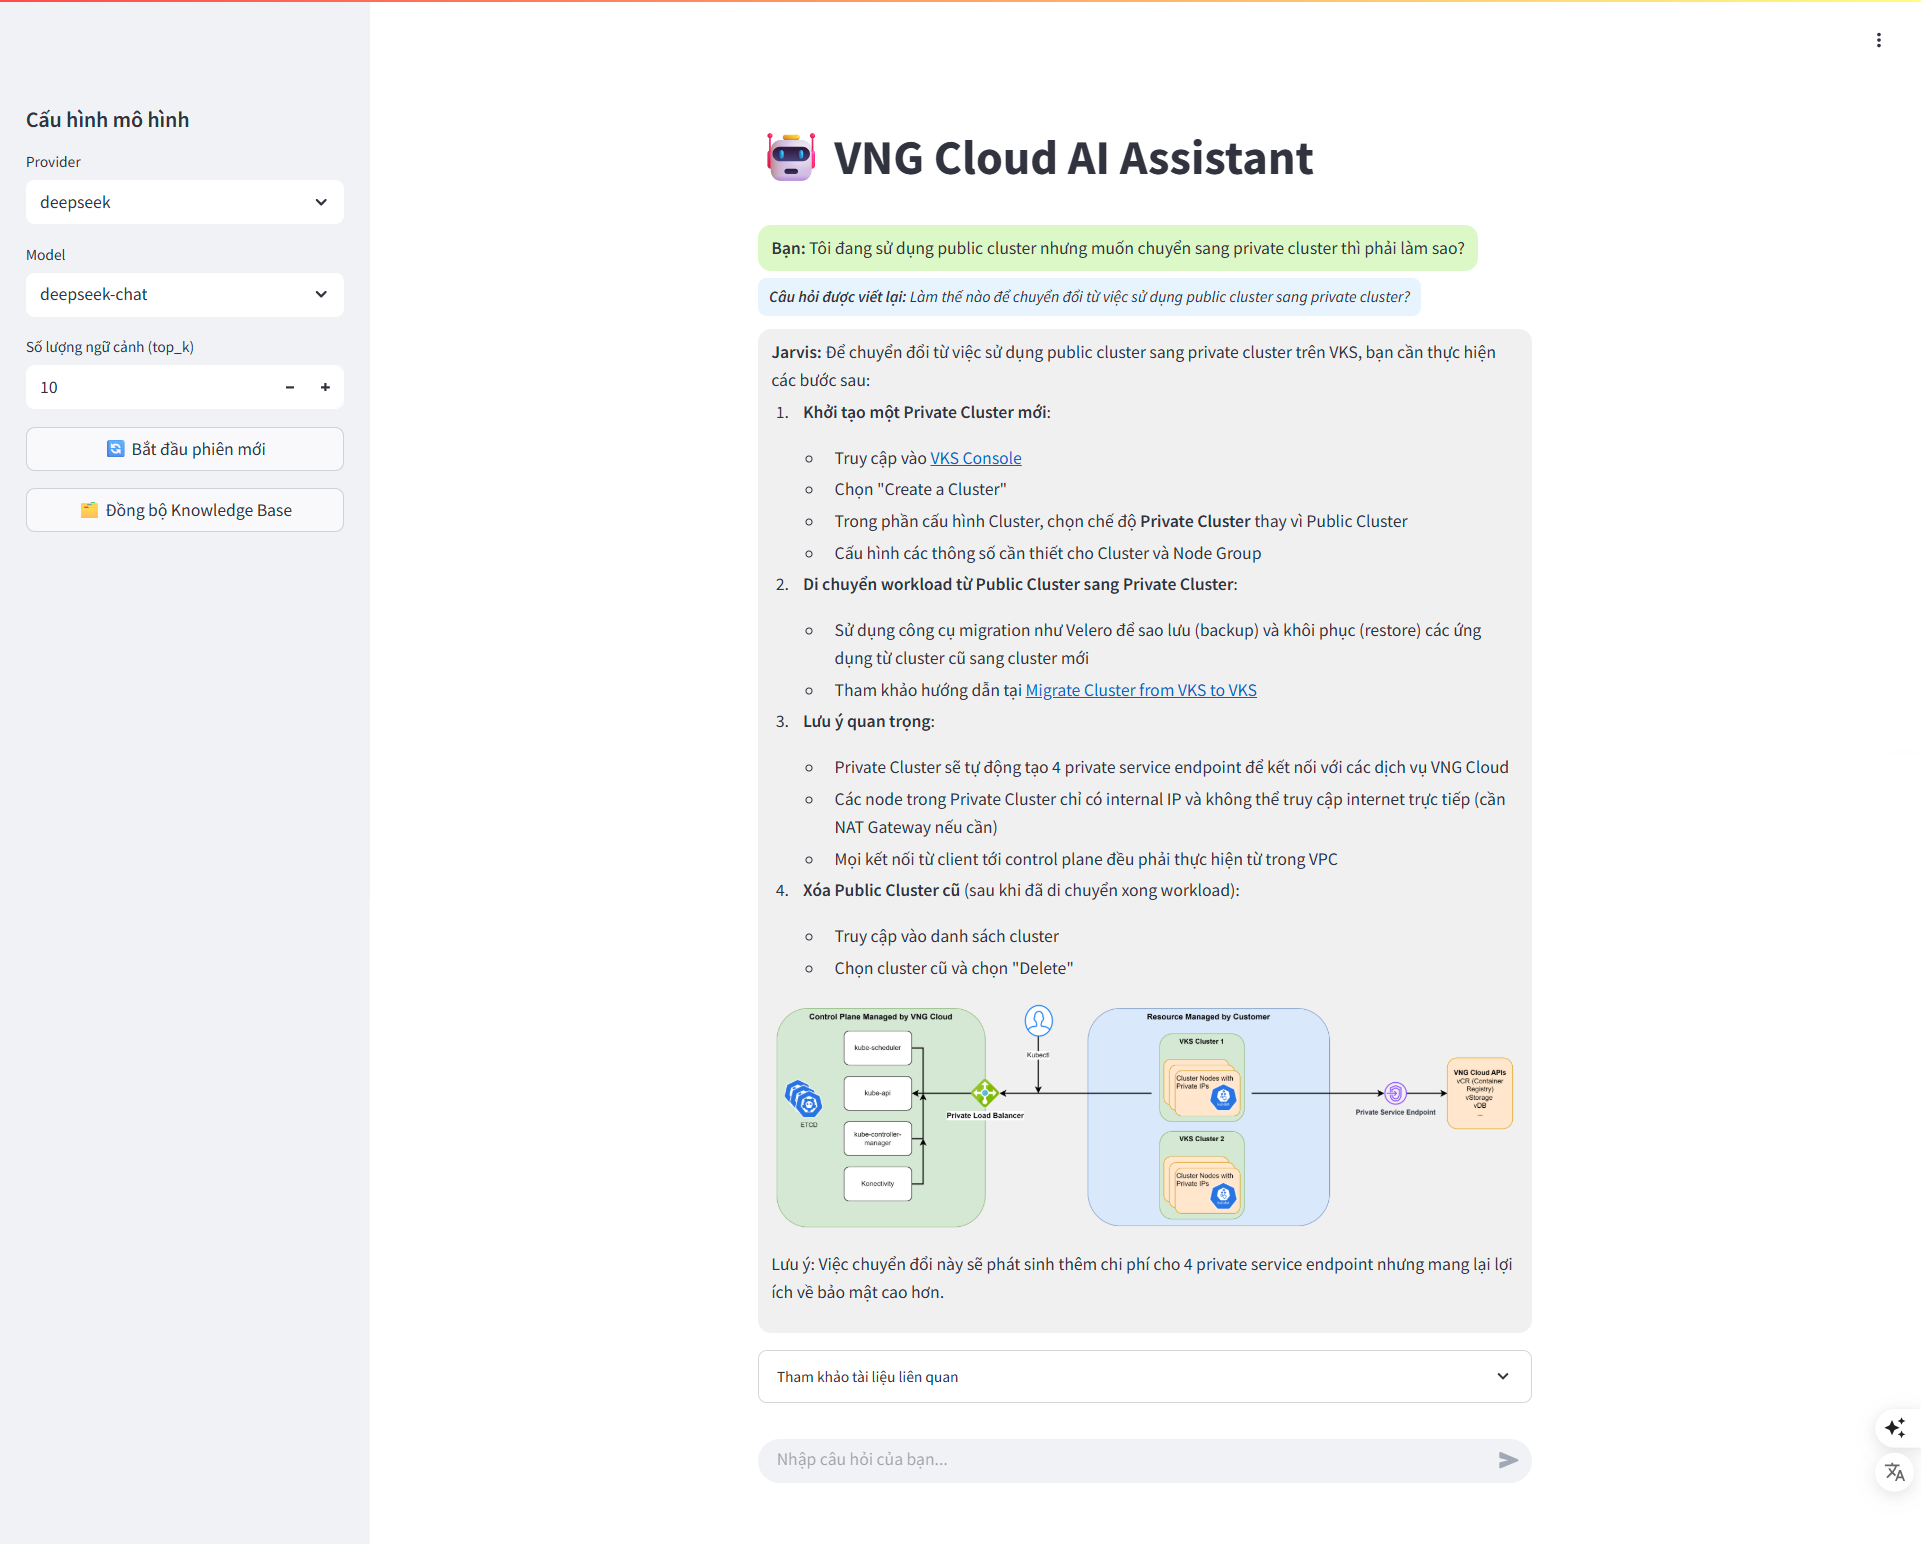 Cấu hình mô hình
Provider
deepseek
Model
deepseek-chat
Số lượng ngữ cảnh (top_k)
10
Bắt đầu phiên mới
Đồng bộ Knowledge Base
VNG Cloud AI Assistant
Bạn: Tôi đang sử dụng public cluster nhưng muốn chuyển sang private cluster thì phải làm sao?
Câu hỏi được viết lại: Làm thế nào để chuyển đổi từ việc sử dụng public cluster sang private cluster?
Jarvis: Để chuyển đổi từ việc sử dụng public cluster sang private cluster trên VKS, bạn cần thực hiện
các bước sau:
1. Khởi tạo một Private Cluster mới:
Truy cập vào VKS Console
Chọn "Create a Cluster"
Trong phần cấu hình Cluster, chọn chế độ Private Cluster thay vì Public Cluster
Cấu hình các thông số cần thiết cho Cluster và Node Group
2. Di chuyển workload từ Public Cluster sang Private Cluster:
Sử dụng công cụ migration như Velero để sao lưu (backup) và khôi phục (restore) các ứng
dụng từ cluster cũ sang cluster mới
Tham khảo hướng dẫn tại Migrate Cluster from VKS to VKS
3. Lưu ý quan trọng:
Private Cluster sẽ tự động tạo 4 private service endpoint để kết nối với các dịch vụ VNG Cloud
Các node trong Private Cluster chỉ có internal IP và không thể truy cập internet trực tiếp (cần
NAT Gateway nếu cần)
Mọi kết nối từ client tới control plane đều phải thực hiện từ trong VPC
4. Xóa Public Cluster cũ (sau khi đã di chuyển xong workload):
Truy cập vào danh sách cluster
Chọn cluster cũ và chọn "Delete"
Control Plane Managed by VNG Cloud
kube-scheduler
kube-api
kube-controller-
manager
Konectivity
ETCD
Kubectl
Private Load Balancer
Resource Managed by Customer
VKS Cluster 1
Cluster Nodes with
Private IPs
VKS Cluster 2
Cluster Nodes with
Private IPs
Private Service Endpoint
VNG Cloud APIs
vCR (Container
Registry)
vStorage
vDB
...
Lưu ý: Việc chuyển đổi này sẽ phát sinh thêm chi phí cho 4 private service endpoint nhưng mang lại lợi
ích về bảo mật cao hơn.
Tham khảo tài liệu liên quan
Nhập câu hỏi của bạn...